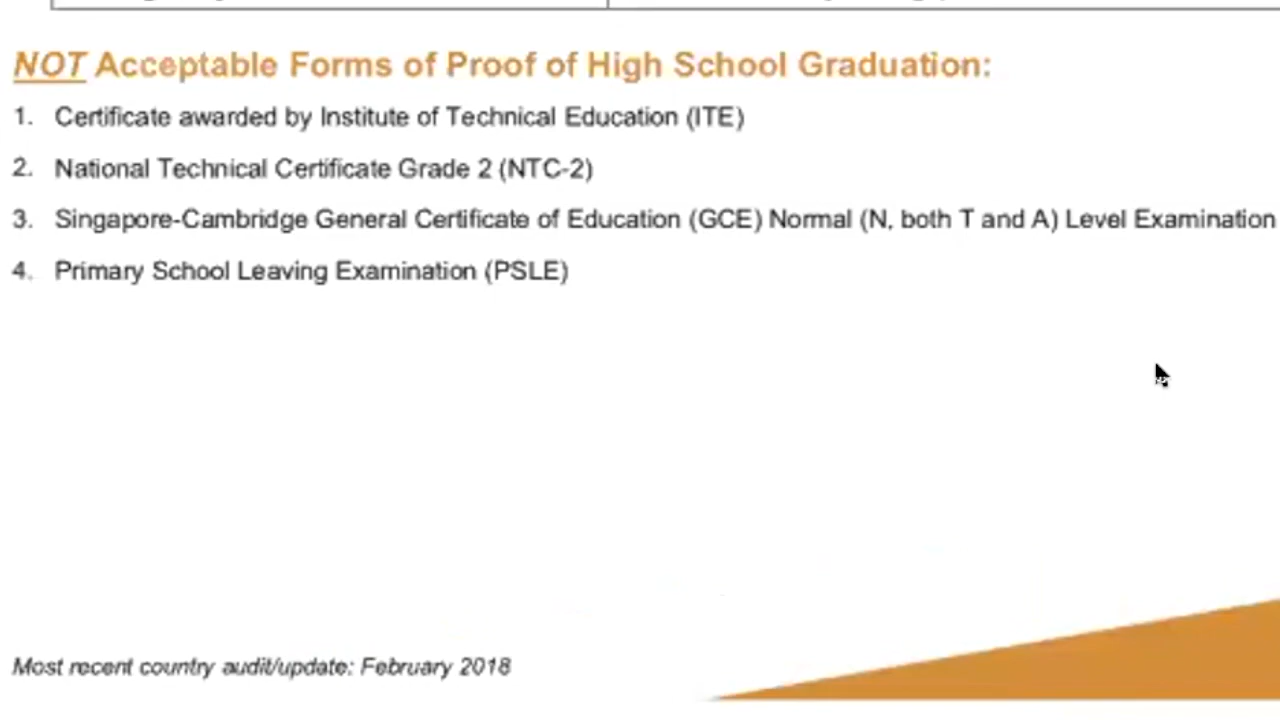 NOT Acceptable Forms of Proof of High School Graduation:
1. Certificate awarded by Institute of Technical Education (ITE)
2. National Technical Certificate Grade 2 (NTC-2)
3. Singapore-Cambridge General Certificate of Education (GCE) Normal (N, both T and A) Level Examination
4. Primary School Leaving Examination (PSLE)
Most recent country audit/update: February 2018